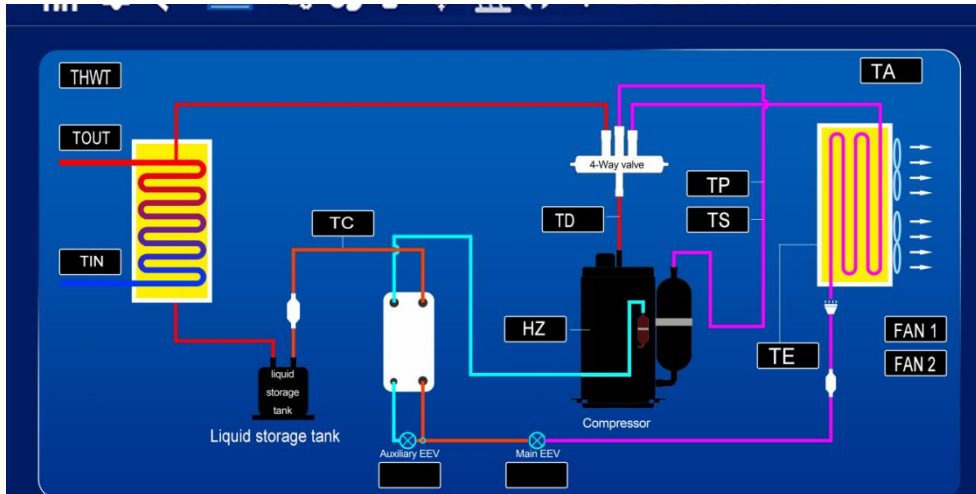 THWT
TA
TOUT
4-Way valve
TP
TC
TD
TS
TIN
HZ
FAN 1
TE
FAN 2
liquid
storage
tank
Liquid storage tank
Compressor
Auxiliary EEV
Main EEV